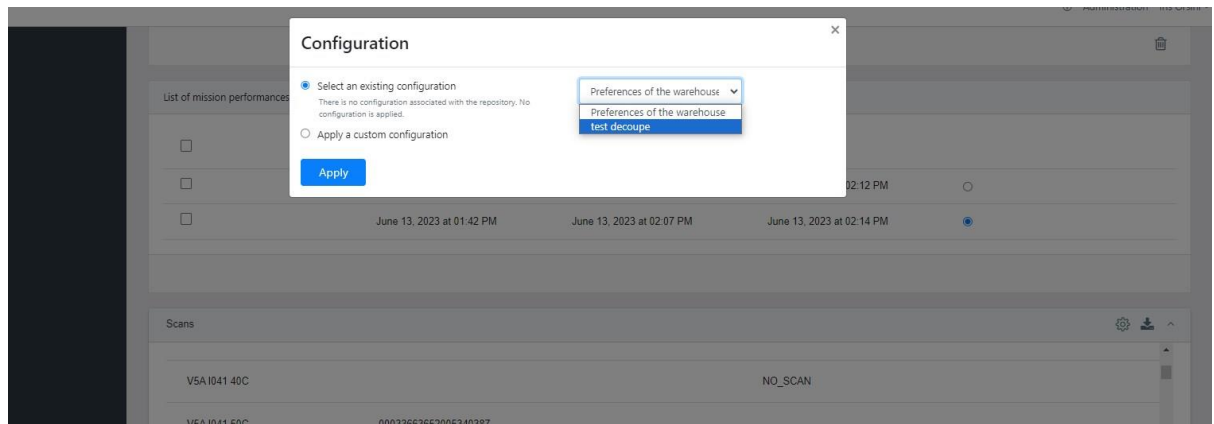 Administration
Configuration
×
Select an existing configuration
There is no configuration associated with the repository. No
configuration is applied.
Preferences of the warehouse
Preferences of the warehouse
test decoupe
Apply a custom configuration
Apply
List of mission performances
02:12 PM
June 13, 2023 at 01:42 PM June 13, 2023 at 02:07 PM June 13, 2023 at 02:14 PM
Scans
V5A I041 40C NO_SCAN
V5A I041 50C